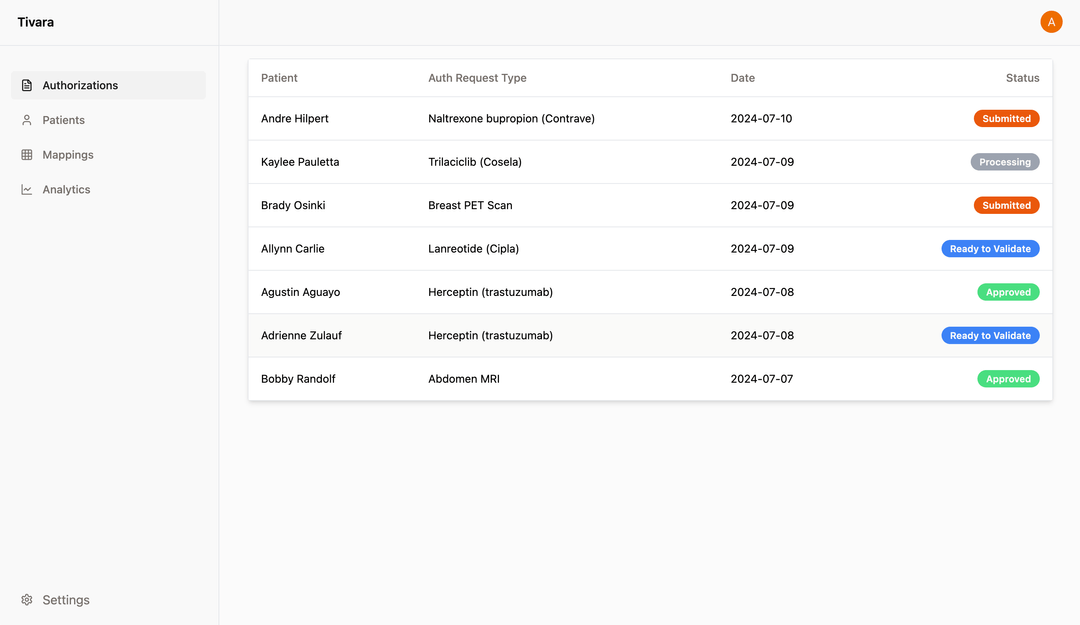 Tivara
A
Authorizations
Patients
Mappings
Analytics
Settings
Patient Auth Request Type Date Status
Andre Hilpert Naltrexone bupropion (Contrave) 2024-07-10 Submitted
Kaylee Pauletta Trilaciclib (Cosela) 2024-07-09 Processing
Brady Osinki Breast PET Scan 2024-07-09 Submitted
Allynn Carlie Lanreotide (Cipla) 2024-07-09 Ready to Validate
Agustin Aguayo Herceptin (trastuzumab) 2024-07-08 Approved
Adrienne Zulauf Herceptin (trastuzumab) 2024-07-08 Ready to Validate
Bobby Randolf Abdomen MRI 2024-07-07 Approved